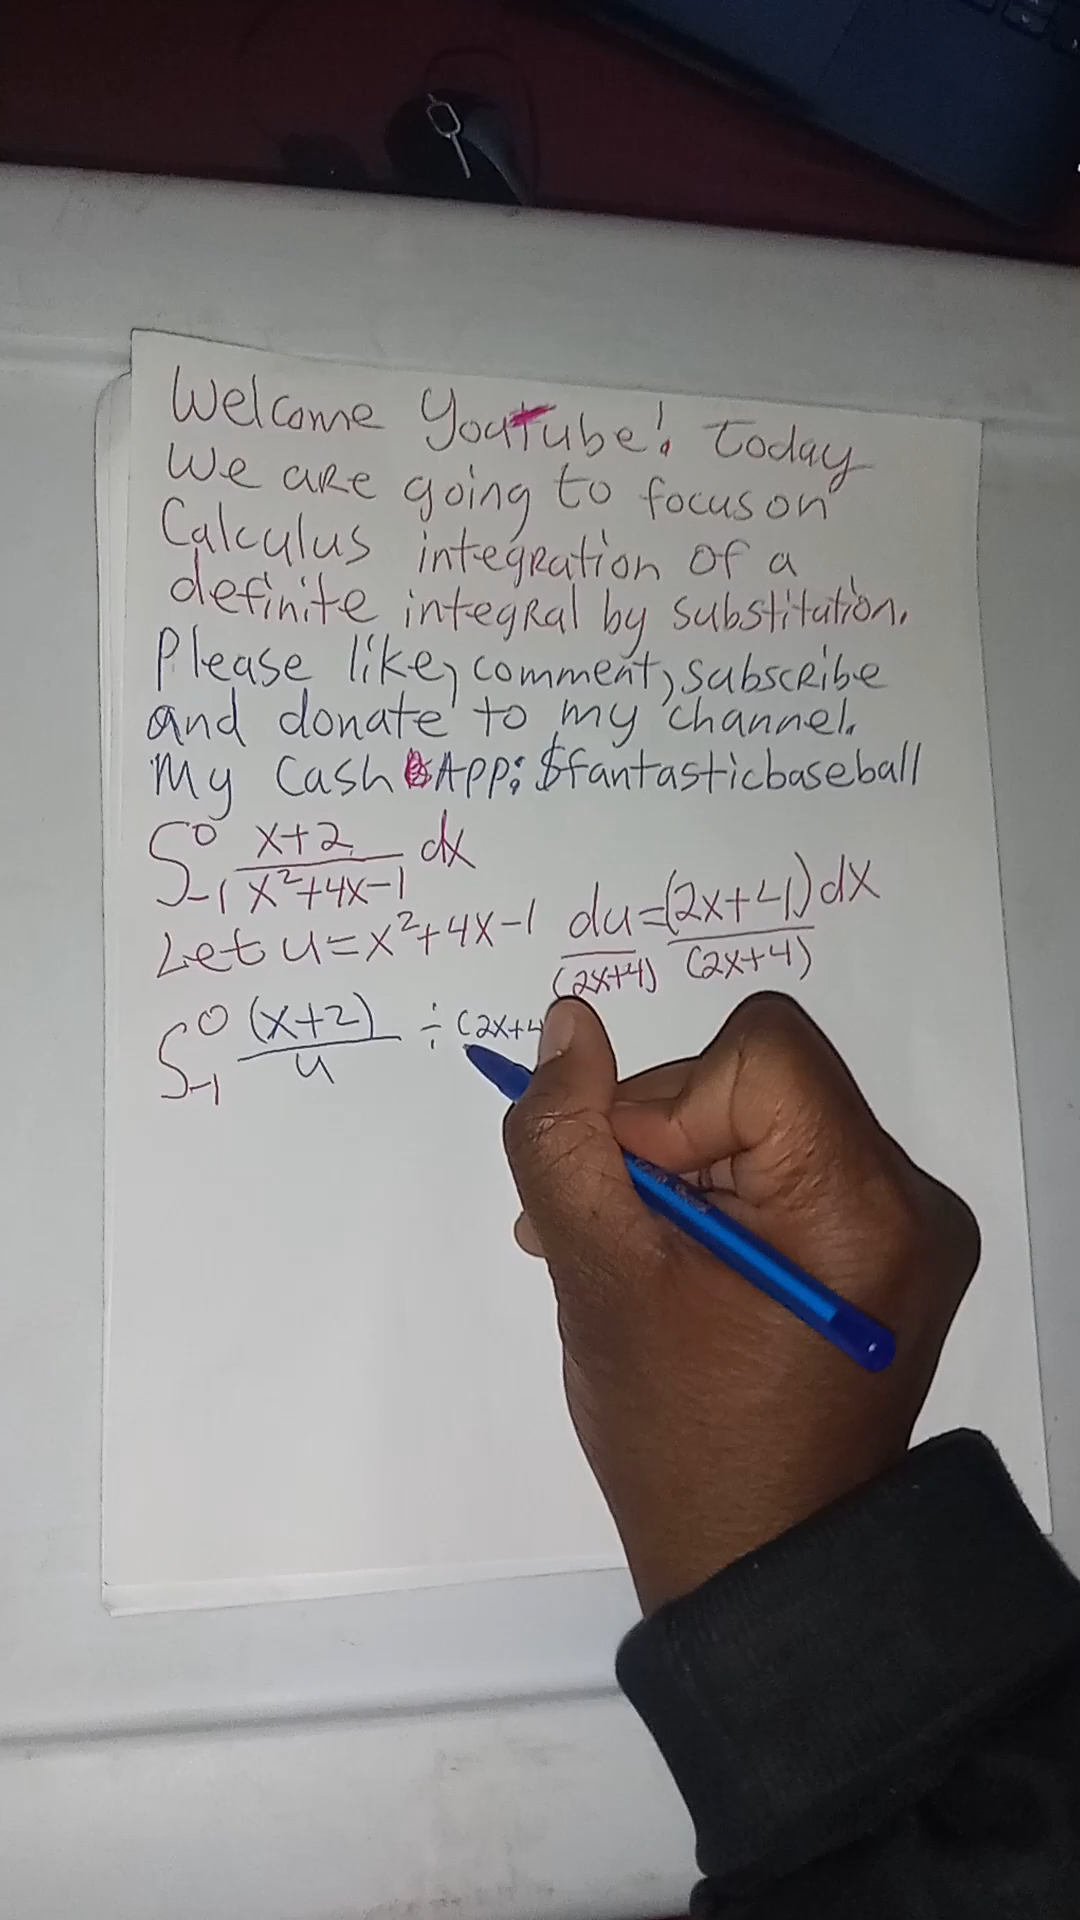 Welcome YouTube! Today
We are going to focus on
Calculus integration of a
definite integral by substitution.
Please like, comment, subscribe
and donate to my channel.
My Cash App: $fantasticbaseball
∫₋₁⁰ (x+2)/(x²+4x-1) dx
Let u=x²+4x-1 du/(2x+4)=(2x+4)dx/(2x+4)
∫₋₁⁰ (x+2)/u ÷ (2x+4